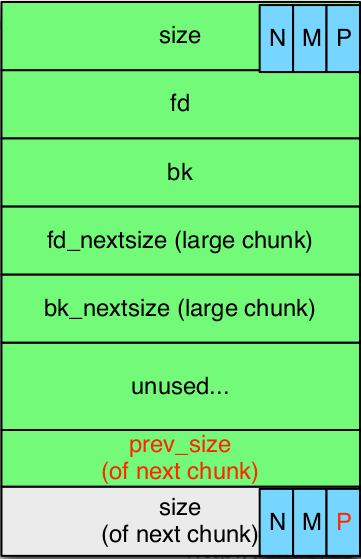 size N M P
fd
bk
fd_nextsize (large chunk)
bk_nextsize (large chunk)
unused...
prev_size
(of next chunk)
size
(of next chunk) N M P